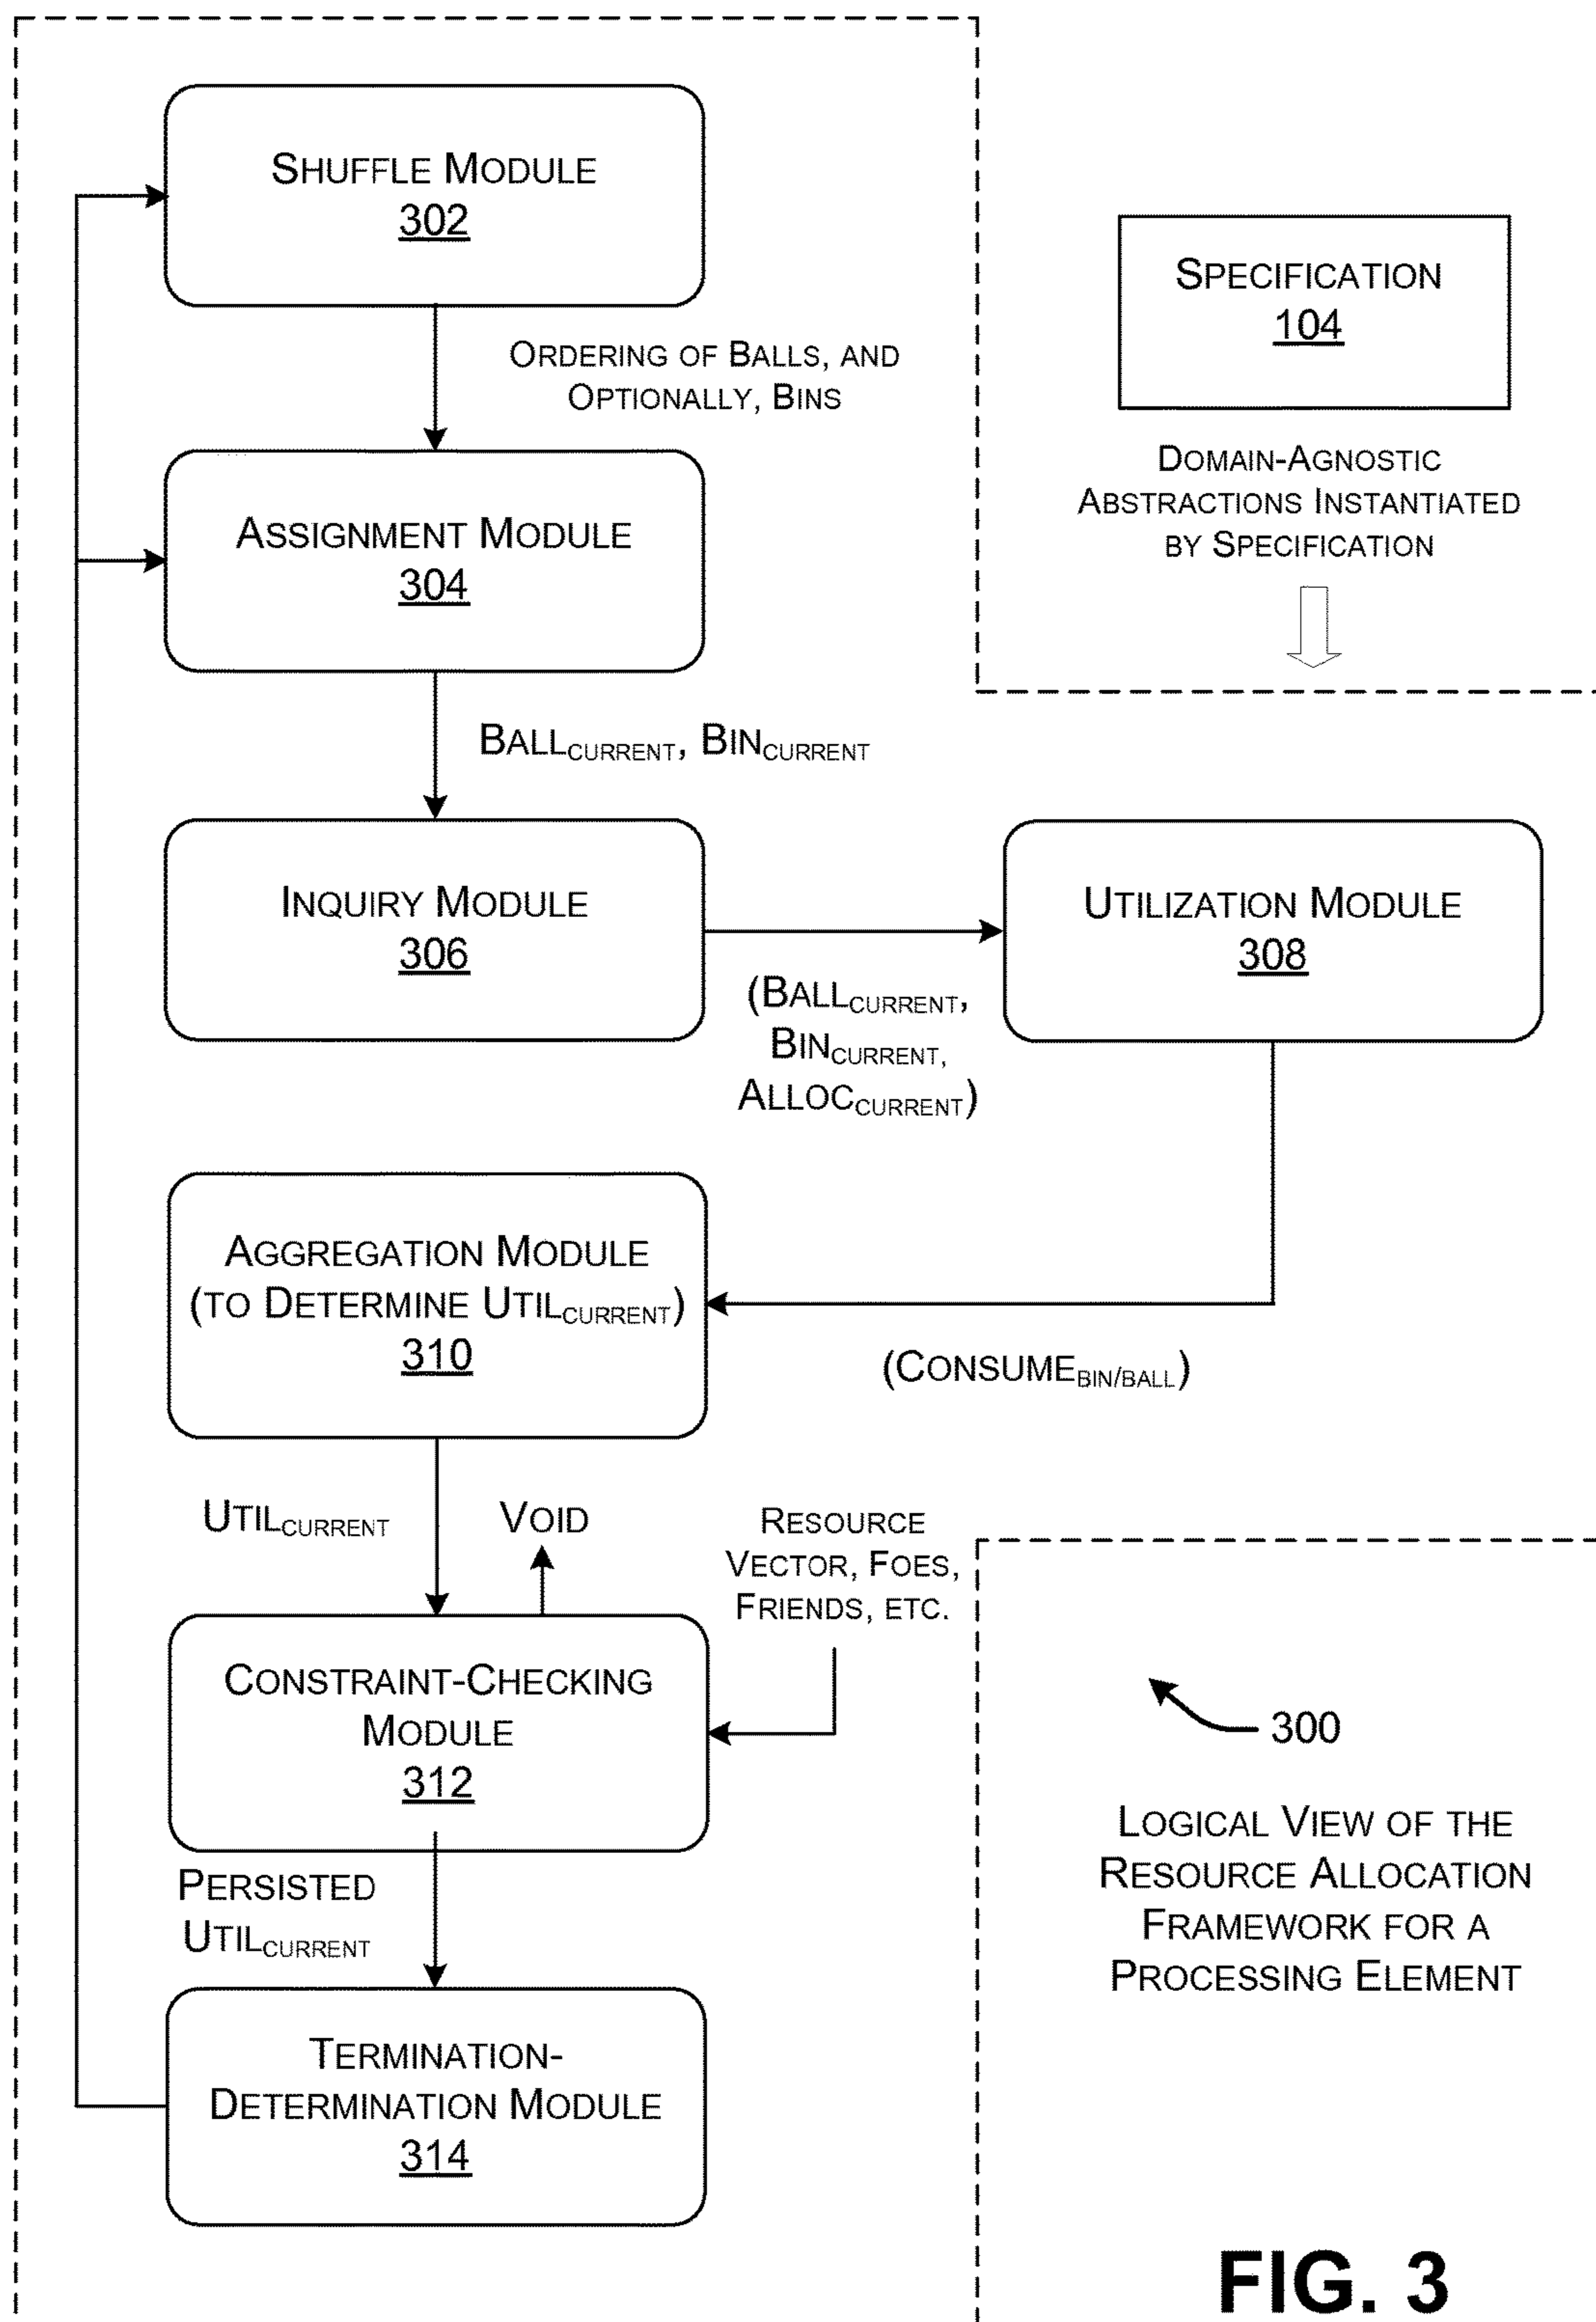 SHUFFLE MODULE
302
SPECIFICATION
104
ORDERING OF BALLS, AND
OPTIONALLY, BINS
DOMAIN-AGNOSTIC
ABSTRACTIONS INSTANTIATED
BY SPECIFICATION
ASSIGNMENT MODULE
304
BALLCURRENT, BINCURRENT
INQUIRY MODULE
306
UTILIZATION MODULE
308
(BALLCURRENT,
BINCURRENT,
ALLOCCURRENT)
AGGREGATION MODULE
(TO DETERMINE UTILCURRENT)
310
(CONSUMEBIN/BALL)
UTILCURRENT
VOID
RESOURCE
VECTOR, FOES,
FRIENDS, ETC.
CONSTRAINT-CHECKING
MODULE
312
300
LOGICAL VIEW OF THE
RESOURCE ALLOCATION
FRAMEWORK FOR A
PROCESSING ELEMENT
PERSISTED
UTILCURRENT
TERMINATION-
DETERMINATION MODULE
314
FIG. 3